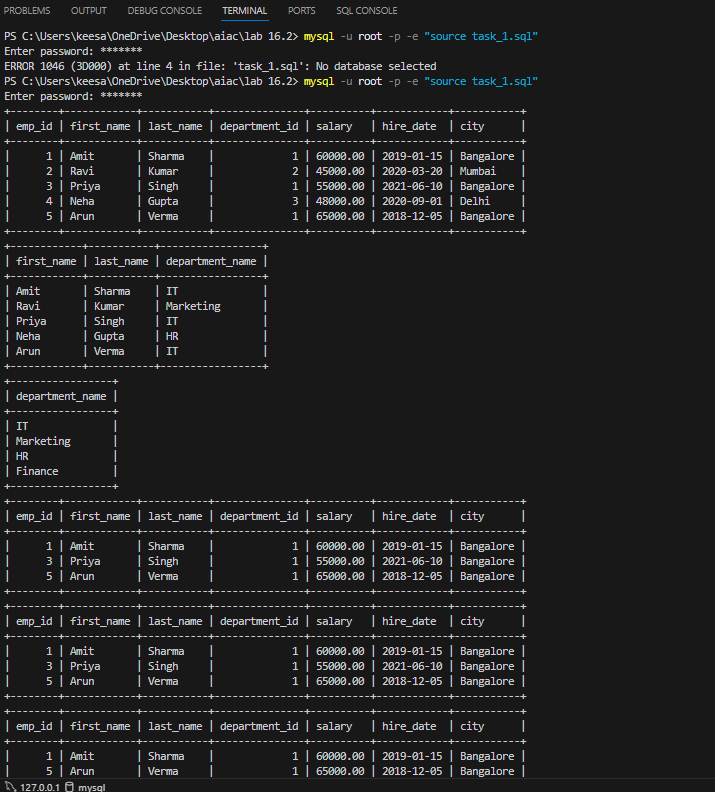 PROBLEMS OUTPUT DEBUG CONSOLE TERMINAL PORTS SQL CONSOLE
PS C:\Users\keesa\OneDrive\Desktop\aiac\lab 16.2> mysql -u root -p -e "source task_1.sql"
Enter password: *******
ERROR 1046 (3D000) at line 4 in file: 'task_1.sql': No database selected
PS C:\Users\keesa\OneDrive\Desktop\aiac\lab 16.2> mysql -u root -p -e "source task_1.sql"
Enter password: *******
+--------+------------+-----------+---------------+----------+------------+-----------+
| emp_id | first_name | last_name | department_id | salary   | hire_date  | city      |
+--------+------------+-----------+---------------+----------+------------+-----------+
|      1 | Amit       | Sharma    |             1 | 60000.00 | 2019-01-15 | Bangalore |
|      2 | Ravi       | Kumar     |             2 | 45000.00 | 2020-03-20 | Mumbai    |
|      3 | Priya      | Singh     |             1 | 55000.00 | 2021-06-10 | Bangalore |
|      4 | Neha       | Gupta     |             3 | 48000.00 | 2020-09-01 | Delhi     |
|      5 | Arun       | Verma     |             1 | 65000.00 | 2018-12-05 | Bangalore |
+--------+------------+-----------+---------------+----------+------------+-----------+
+------------+-----------+-----------------+
| first_name | last_name | department_name |
+------------+-----------+-----------------+
| Amit       | Sharma    | IT              |
| Ravi       | Kumar     | Marketing       |
| Priya      | Singh     | IT              |
| Neha       | Gupta     | HR              |
| Arun       | Verma     | IT              |
+------------+-----------+-----------------+
+-----------------+
| department_name |
+-----------------+
| IT              |
| Marketing       |
| HR              |
| Finance         |
+-----------------+
+--------+------------+-----------+---------------+----------+------------+-----------+
| emp_id | first_name | last_name | department_id | salary   | hire_date  | city      |
+--------+------------+-----------+---------------+----------+------------+-----------+
|      1 | Amit       | Sharma    |             1 | 60000.00 | 2019-01-15 | Bangalore |
|      3 | Priya      | Singh     |             1 | 55000.00 | 2021-06-10 | Bangalore |
|      5 | Arun       | Verma     |             1 | 65000.00 | 2018-12-05 | Bangalore |
+--------+------------+-----------+---------------+----------+------------+-----------+
+--------+------------+-----------+---------------+----------+------------+-----------+
| emp_id | first_name | last_name | department_id | salary   | hire_date  | city      |
+--------+------------+-----------+---------------+----------+------------+-----------+
|      1 | Amit       | Sharma    |             1 | 60000.00 | 2019-01-15 | Bangalore |
|      3 | Priya      | Singh     |             1 | 55000.00 | 2021-06-10 | Bangalore |
|      5 | Arun       | Verma     |             1 | 65000.00 | 2018-12-05 | Bangalore |
+--------+------------+-----------+---------------+----------+------------+-----------+
+--------+------------+-----------+---------------+----------+------------+-----------+
| emp_id | first_name | last_name | department_id | salary   | hire_date  | city      |
+--------+------------+-----------+---------------+----------+------------+-----------+
|      1 | Amit       | Sharma    |             1 | 60000.00 | 2019-01-15 | Bangalore |
|      5 | Arun       | Verma     |             1 | 65000.00 | 2018-12-05 | Bangalore |
127.0.0.1 mysql